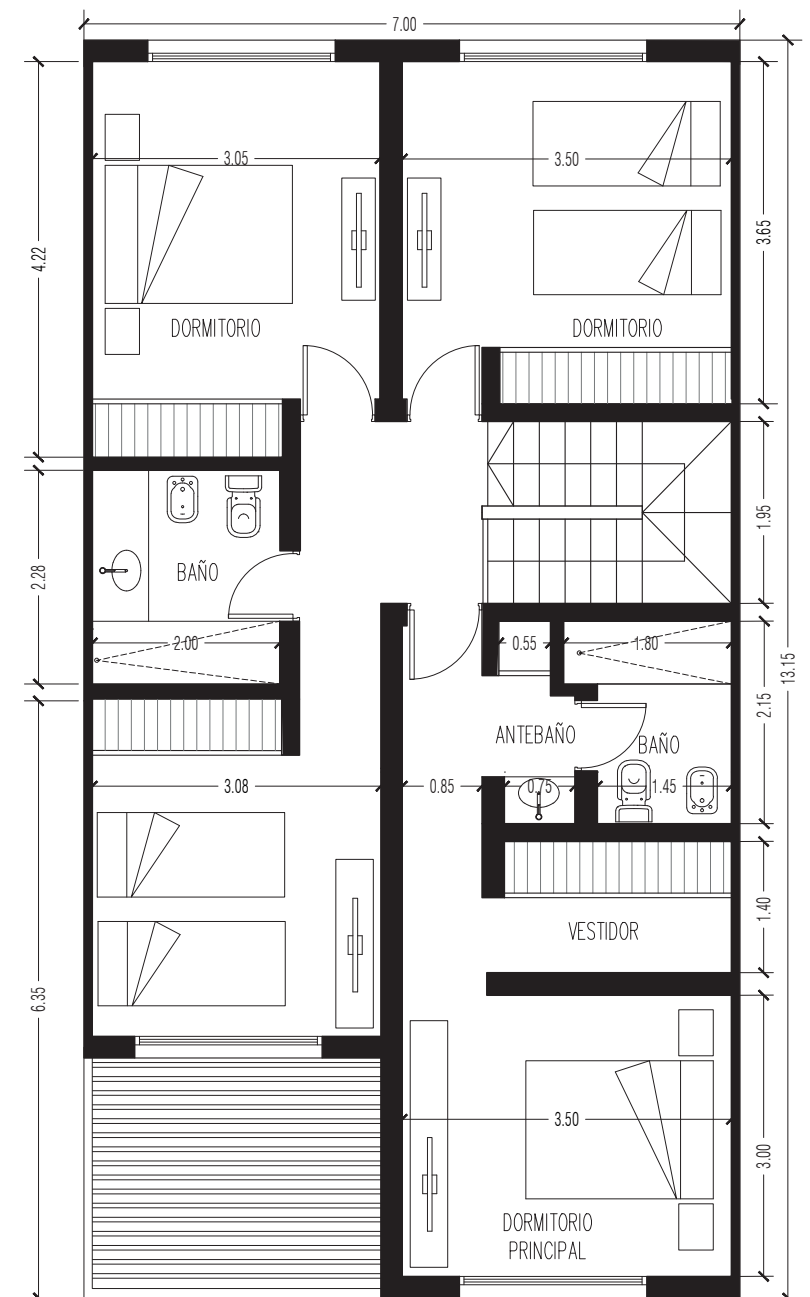 7.00
3.05
3.50
4.22
3.65
DORMITORIO
DORMITORIO
1.95
2.28
BAÑO
2.00
0.55
1.80
13.15
2.15
ANTEBAÑO
BAÑO
3.08
0.85
0.75
1.45
1.40
VESTIDOR
6.35
3.50
3.00
DORMITORIO
PRINCIPAL